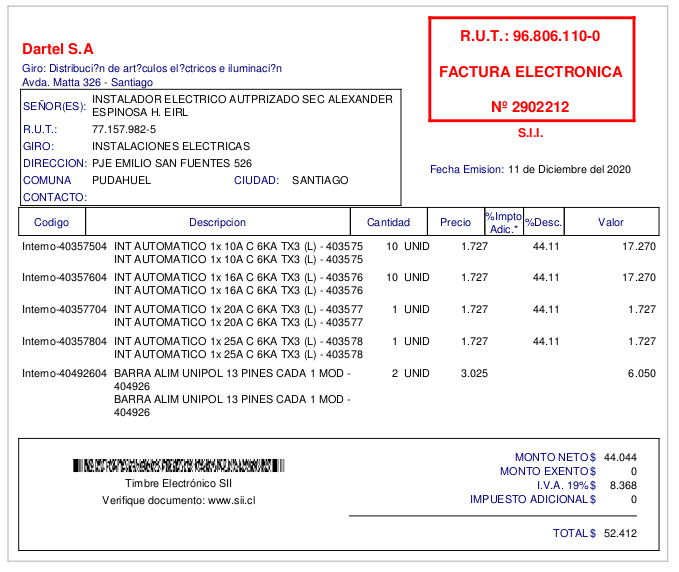 Dartel S.A
Giro: Distribuci?n de art?culos el?ctricos e iluminaci?n
Avda. Matta 326 - Santiago
R.U.T.: 96.806.110-0
FACTURA ELECTRONICA
Nº 2902212
S.I.I.
SEÑOR(ES): INSTALADOR ELECTRICO AUTPRIZADO SEC ALEXANDER
ESPINOSA H. EIRL
R.U.T.: 77.157.982-5
GIRO: INSTALACIONES ELECTRICAS
DIRECCION: PJE EMILIO SAN FUENTES 526
COMUNA PUDAHUEL CIUDAD: SANTIAGO
CONTACTO:
Fecha Emision: 11 de Diciembre del 2020
Codigo Descripcion Cantidad Precio %Impto Adic.* %Desc. Valor
Interno-40357504 INT AUTOMATICO 1x 10A C 6KA TX3 (L) - 403575 10 UNID 1.727 44.11 17.270
INT AUTOMATICO 1x 10A C 6KA TX3 (L) - 403575
Interno-40357604 INT AUTOMATICO 1x 16A C 6KA TX3 (L) - 403576 10 UNID 1.727 44.11 17.270
INT AUTOMATICO 1x 16A C 6KA TX3 (L) - 403576
Interno-40357704 INT AUTOMATICO 1x 20A C 6KA TX3 (L) - 403577 1 UNID 1.727 44.11 1.727
INT AUTOMATICO 1x 20A C 6KA TX3 (L) - 403577
Interno-40357804 INT AUTOMATICO 1x 25A C 6KA TX3 (L) - 403578 1 UNID 1.727 44.11 1.727
INT AUTOMATICO 1x 25A C 6KA TX3 (L) - 403578
Interno-40492604 BARRA ALIM UNIPOL 13 PINES CADA 1 MOD - 2 UNID 3.025 6.050
404926
BARRA ALIM UNIPOL 13 PINES CADA 1 MOD -
404926
Timbre Electrónico SII
Verifique documento: www.sii.cl
MONTO NETO $ 44.044
MONTO EXENTO $ 0
I.V.A. 19% $ 8.368
IMPUESTO ADICIONAL $ 0
TOTAL $ 52.412